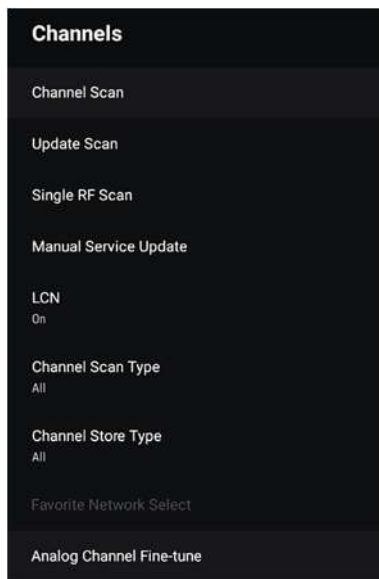 Channels
Channel Scan
Update Scan
Single RF Scan
Manual Service Update
LCN
On
Channel Scan Type
All
Channel Store Type
All
Favorite Network Select
Analog Channel Fine-tune